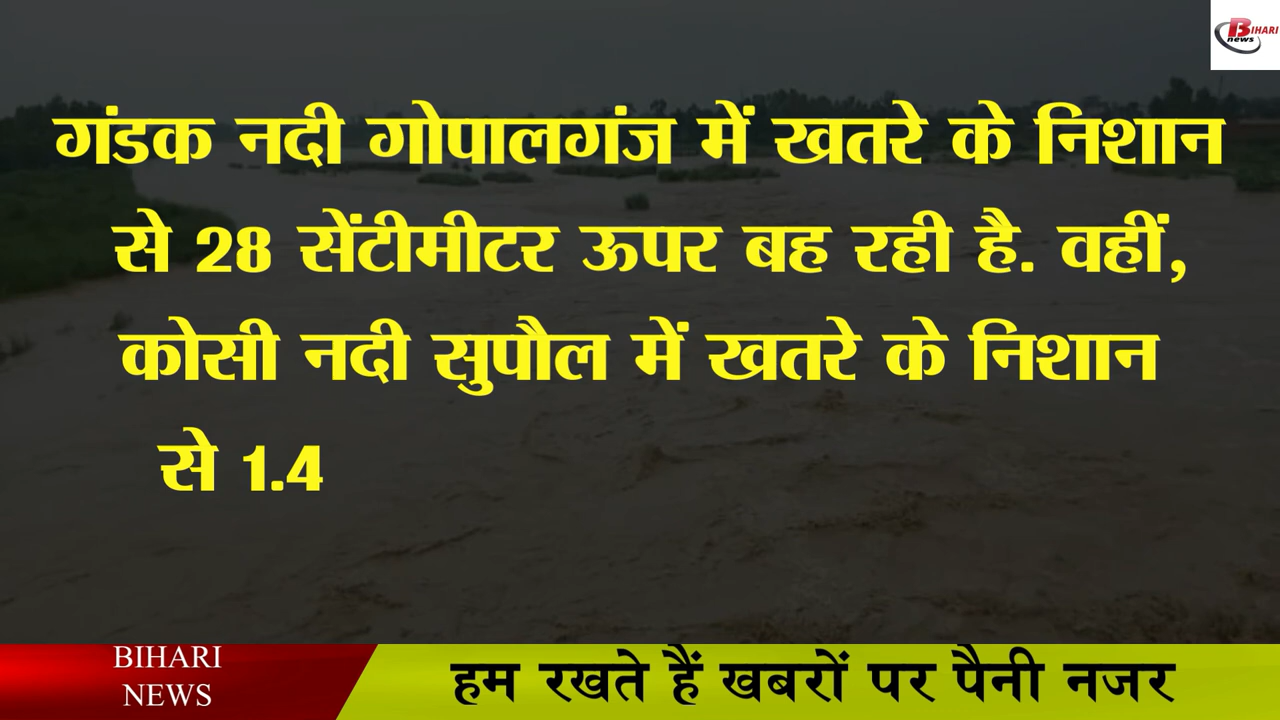 BIHARI
news
गंडक नदी गोपालगंज में खतरे के निशान
से 28 सेंटीमीटर ऊपर बह रही है. वहीं,
कोसी नदी सुपौल में खतरे के निशान
से 1.4
BIHARI
NEWS
हम रखते हैं खबरों पर पैनी नजर